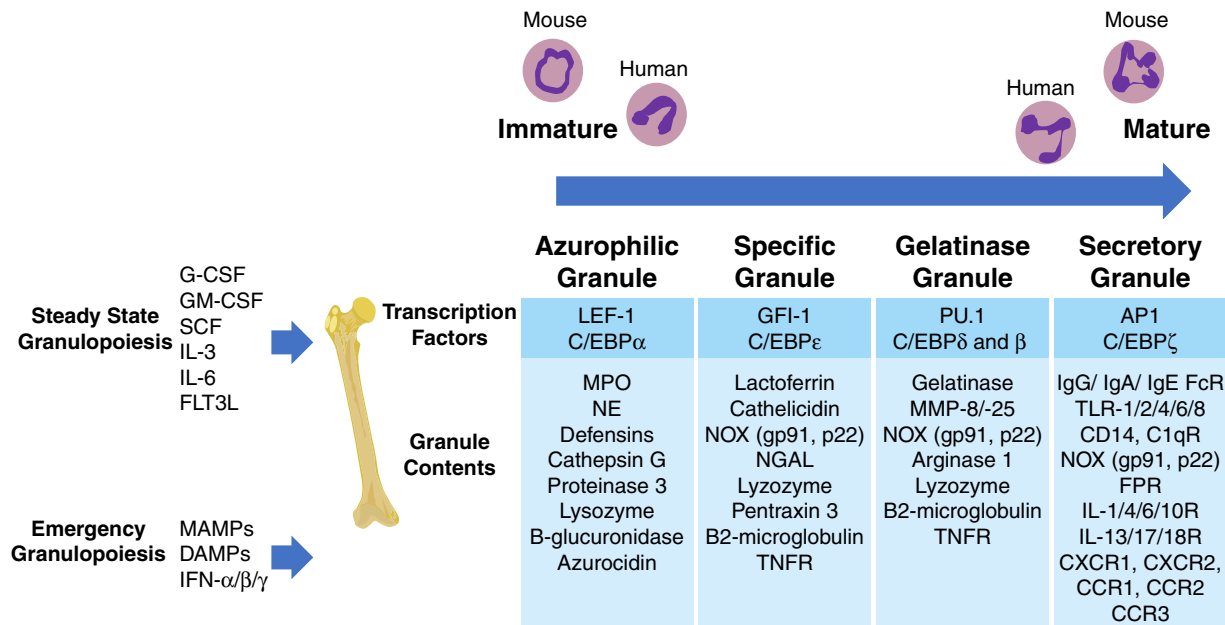 Mouse
Human
Immature
Mouse
Human
Mature
Steady State
Granulopoiesis
G-CSF
GM-CSF
SCF
IL-3
IL-6
FLT3L
Emergency
Granulopoiesis
MAMPs
DAMPs
IFN-α/β/γ
Transcription
Factors
Granule
Contents
Azurophilic
Granule
LEF-1
C/EBPα
MPO
NE
Defensins
Cathepsin G
Proteinase 3
Lysozyme
B-glucuronidase
Azurocidin
Specific
Granule
GFI-1
C/EBPε
Lactoferrin
Cathelicidin
NOX (gp91, p22)
NGAL
Lyzozyme
Pentraxin 3
B2-microglobulin
TNFR
Gelatinase
Granule
PU.1
C/EBPδ and β
Gelatinase
MMP-8/-25
NOX (gp91, p22)
Arginase 1
Lyzozyme
B2-microglobulin
TNFR
Secretory
Granule
AP1
C/EBPζ
IgG/ IgA/ IgE FcR
TLR-1/2/4/6/8
CD14, C1qR
NOX (gp91, p22)
FPR
IL-1/4/6/10R
IL-13/17/18R
CXCR1, CXCR2,
CCR1, CCR2
CCR3